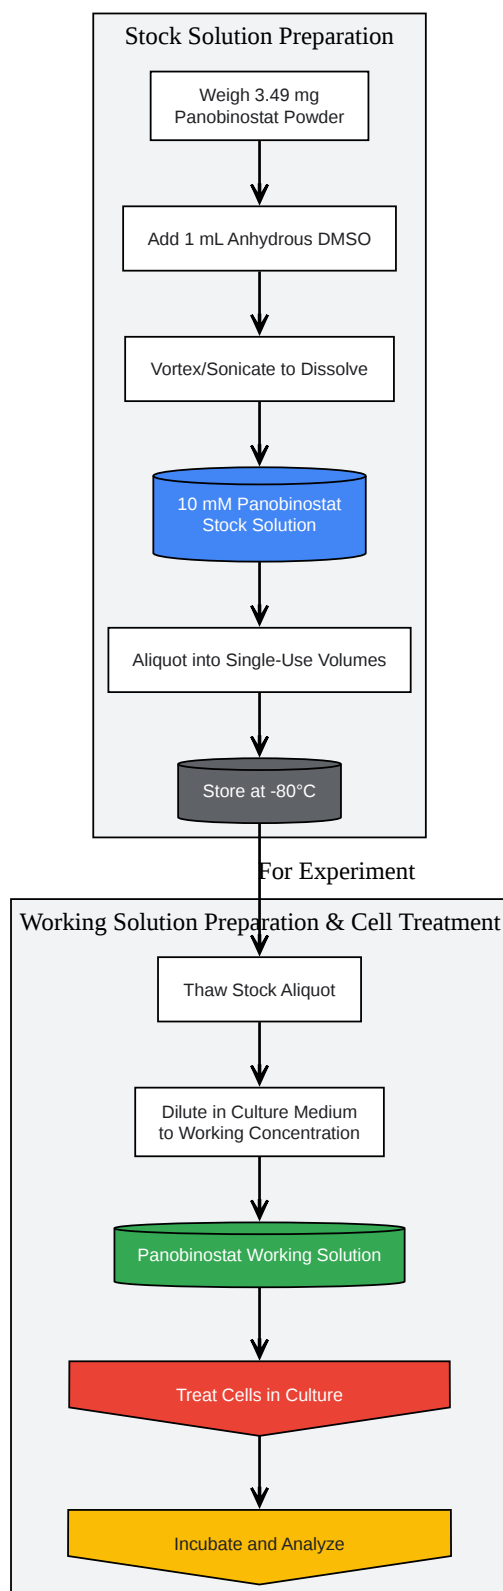 Stock Solution Preparation
Weigh 3.49 mg
Panobinostat Powder
Add 1 mL Anhydrous DMSO
Vortex/Sonicate to Dissolve
10 mM Panobinostat
Stock Solution
Aliquot into Single-Use Volumes
Store at -80°C
For Experiment
Working Solution Preparation & Cell Treatment
Thaw Stock Aliquot
Dilute in Culture Medium
to Working Concentration
Panobinostat Working Solution
Treat Cells in Culture
Incubate and Analyze